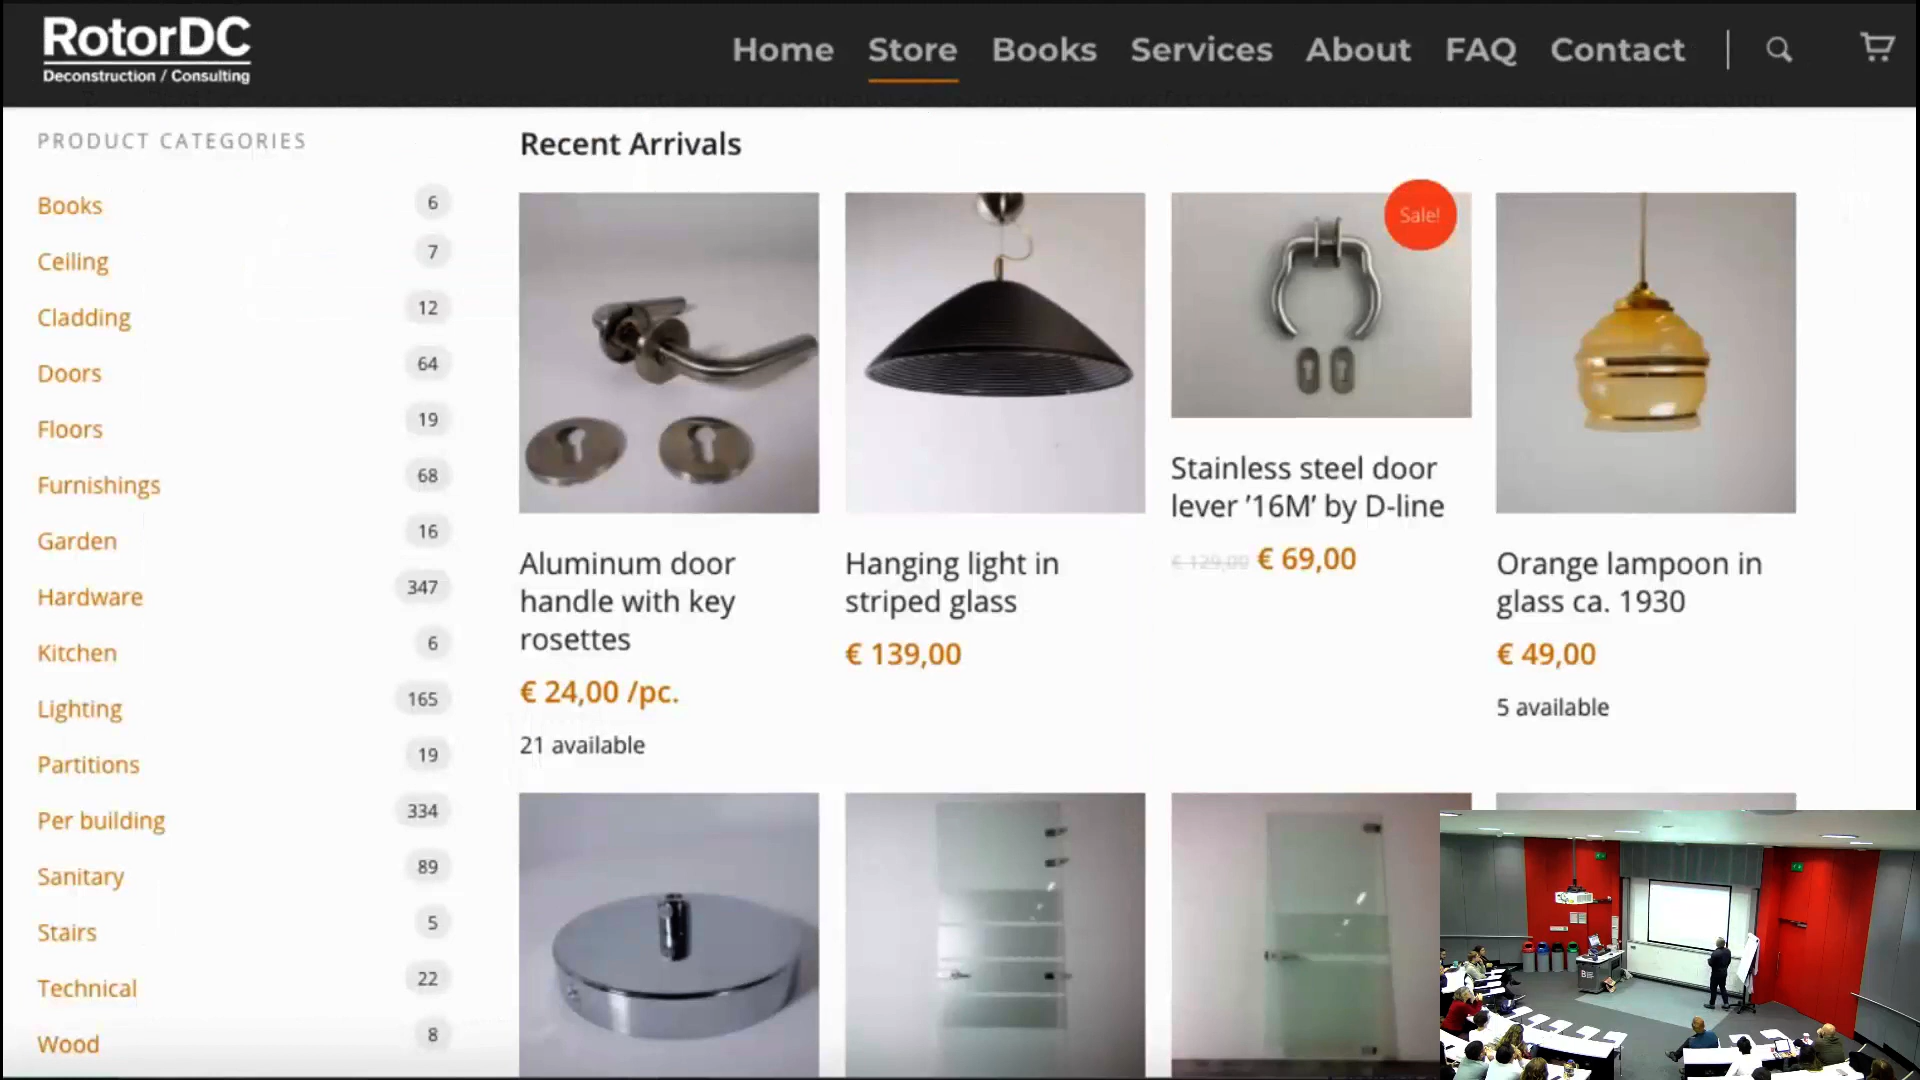 RotorDC
Deconstruction / Consulting
Home Store Books Services About FAQ Contact
PRODUCT CATEGORIES
Books 6
Ceiling 7
Cladding 12
Doors 64
Floors 19
Furnishings 68
Garden 16
Hardware 347
Kitchen 6
Lighting 165
Partitions 19
Per building 334
Sanitary 89
Stairs 5
Technical 22
Wood 8
Recent Arrivals
Aluminum door
handle with key
rosettes
€ 24,00 /pc.
21 available
Hanging light in
striped glass
€ 139,00
Sale!
Stainless steel door
lever ’16M’ by D-line
€ 129,00 € 69,00
Orange lampoon in
glass ca. 1930
€ 49,00
5 available